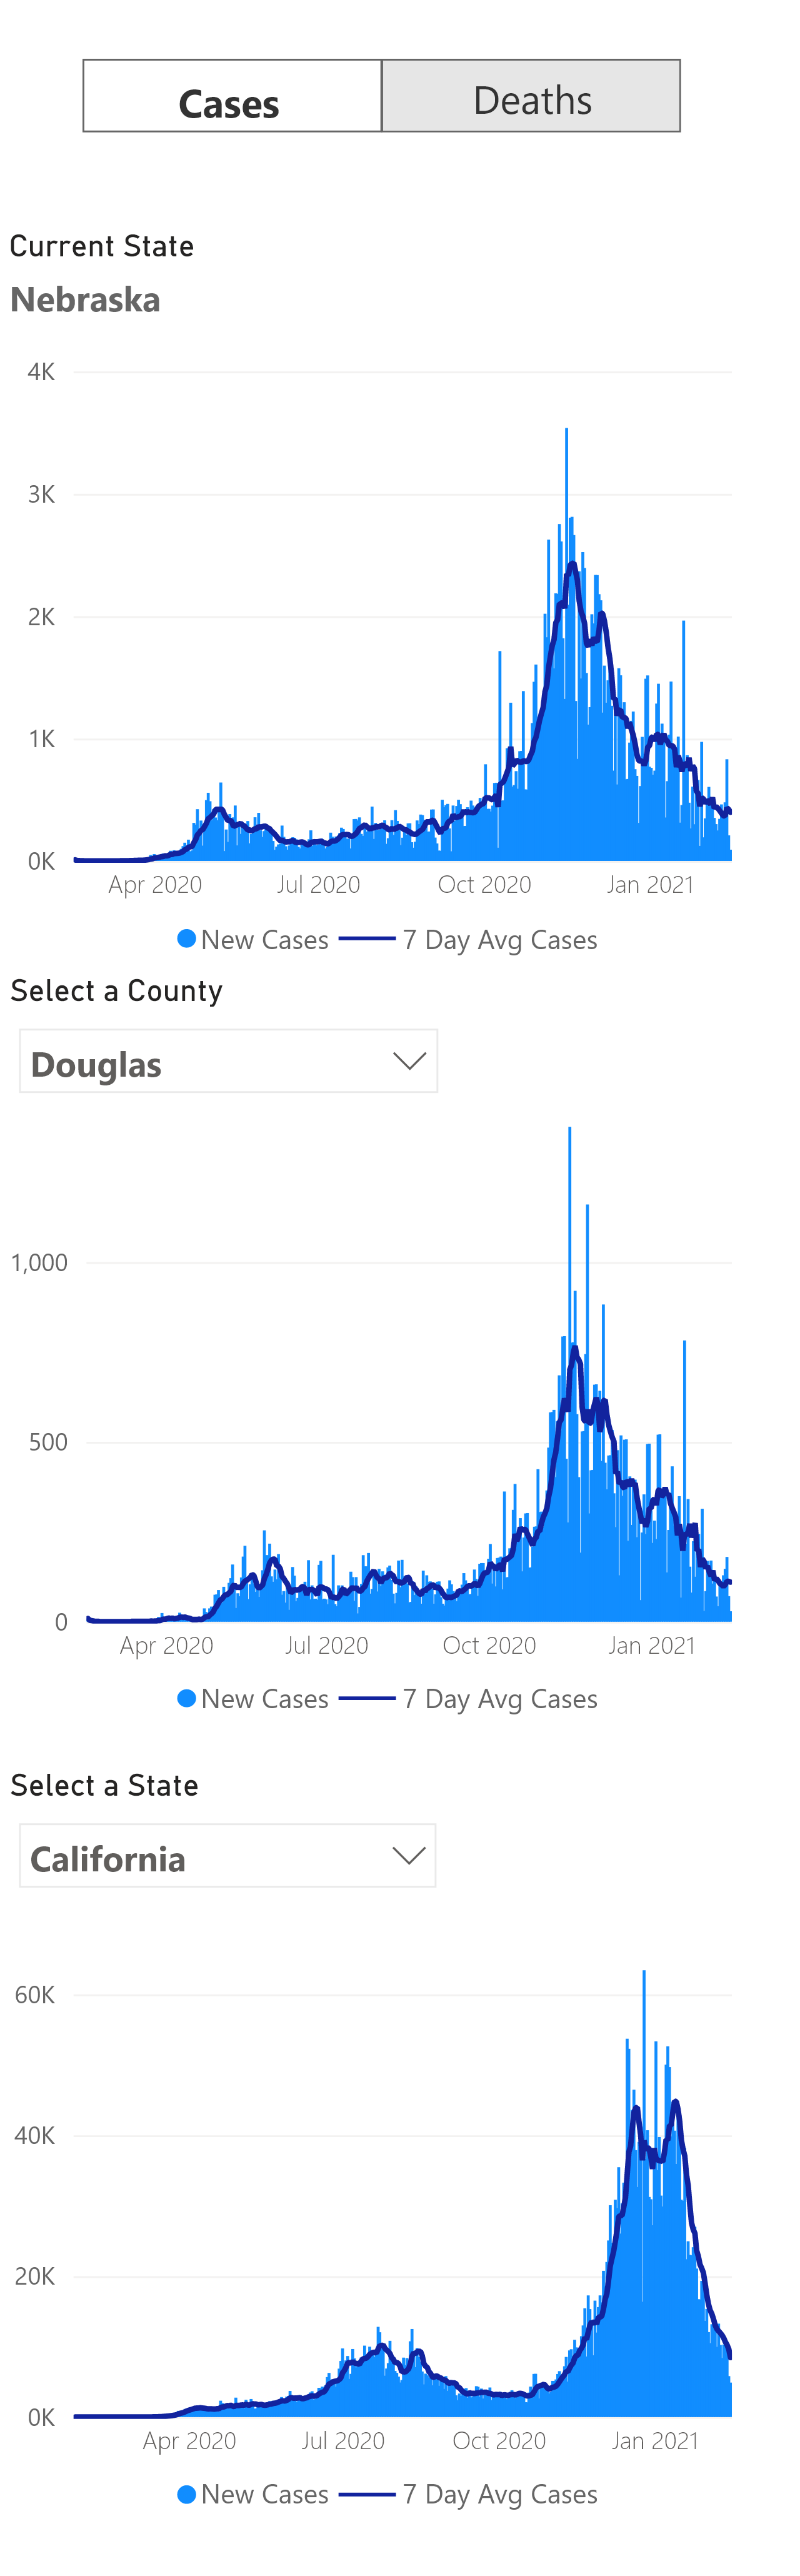 Cases Deaths
Current State
Nebraska
4K
3K
2K
1K
0K
Apr 2020 Jul 2020 Oct 2020 Jan 2021
New Cases 7 Day Avg Cases
Select a County
Douglas
1,000
500
0
Apr 2020 Jul 2020 Oct 2020 Jan 2021
New Cases 7 Day Avg Cases
Select a State
California
60K
40K
20K
0K
Apr 2020 Jul 2020 Oct 2020 Jan 2021
New Cases 7 Day Avg Cases